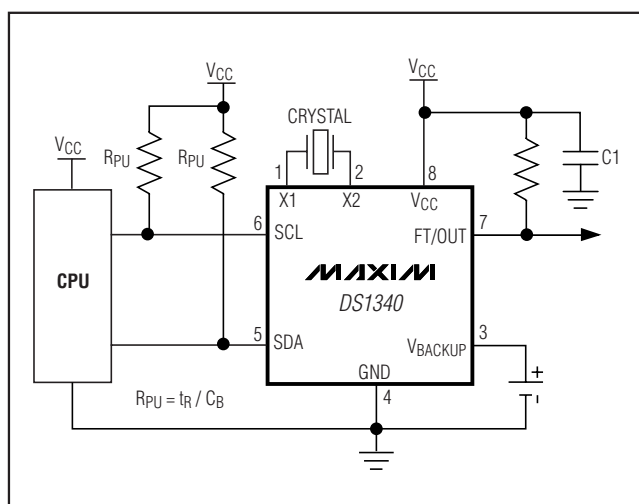 VCC
VCC
CRYSTAL
VCC
RPU
RPU
C1
1
2
8
X1
X2
VCC
6
SCL
FT/OUT
7
CPU
MAXIM
DS1340
5
SDA
VBACKUP
3
GND
+
-
RPU = tR / CB
4